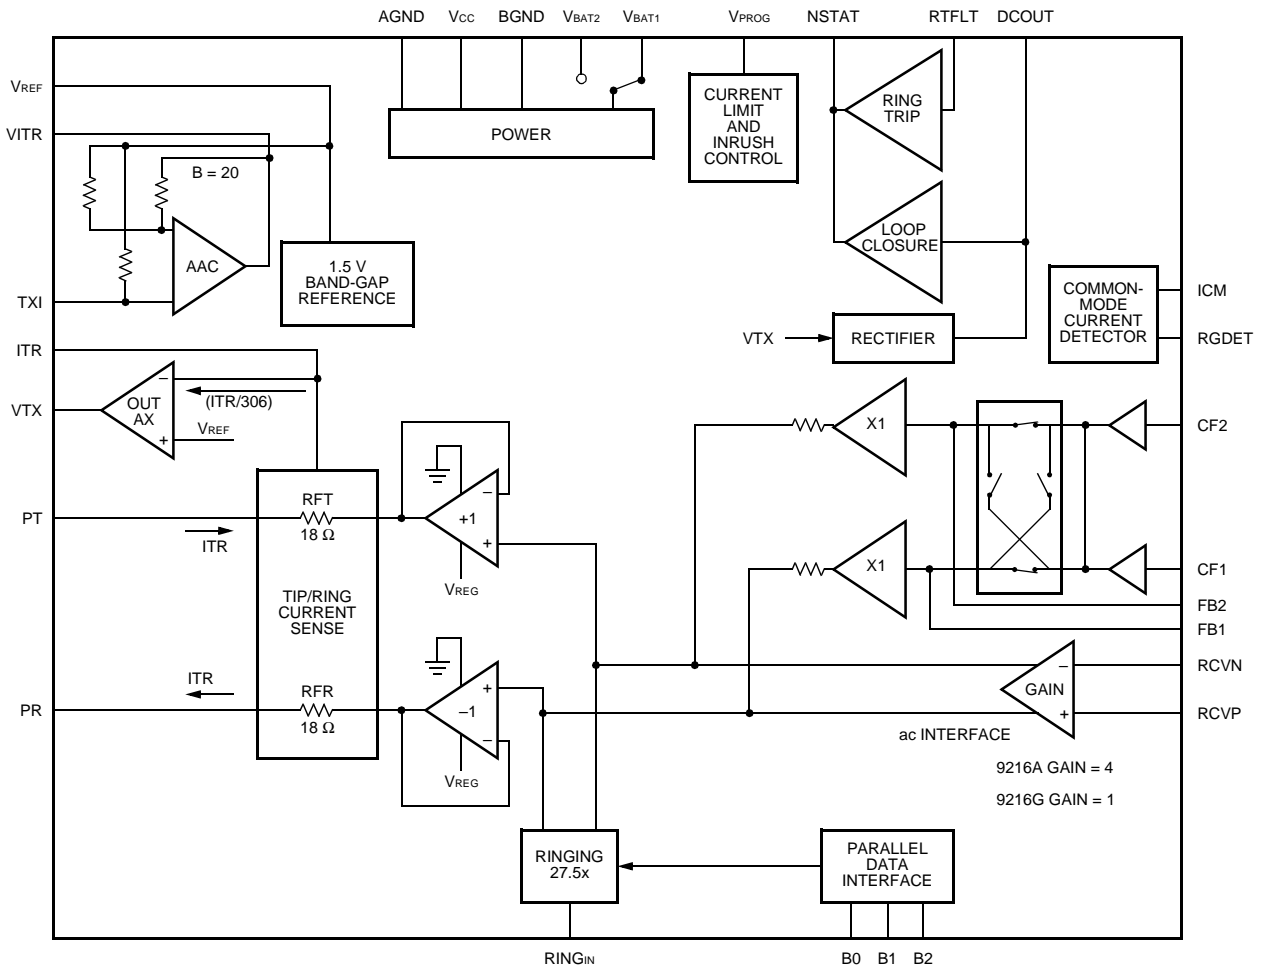 AGND VCC BGND VBAT2 VBAT1 VPROG NSTAT RTFLT DCOUT
VREF
VITR
B = 20
AAC
TXI
1.5 V
BAND-GAP
REFERENCE
POWER
CURRENT
LIMIT
AND
INRUSH
CONTROL
RING
TRIP
LOOP
CLOSURE
VTX
RECTIFIER
COMMON-
MODE
CURRENT
DETECTOR
ICM
RGDET
ITR
VTX
OUT
AX
–
+
(ITR/306)
VREF
PT
ITR
RFT
18 Ω
TIP/RING
CURRENT
SENSE
ITR
PR
RFR
18 Ω
–
+1
+
VREG
+
–1
–
VREG
X1
X1
CF2
CF1
FB2
FB1
RCVN
RCVP
–
GAIN
+
ac INTERFACE
9216A GAIN = 4
9216G GAIN = 1
RINGING
27.5x
PARALLEL
DATA
INTERFACE
RINGIN
B0 B1 B2